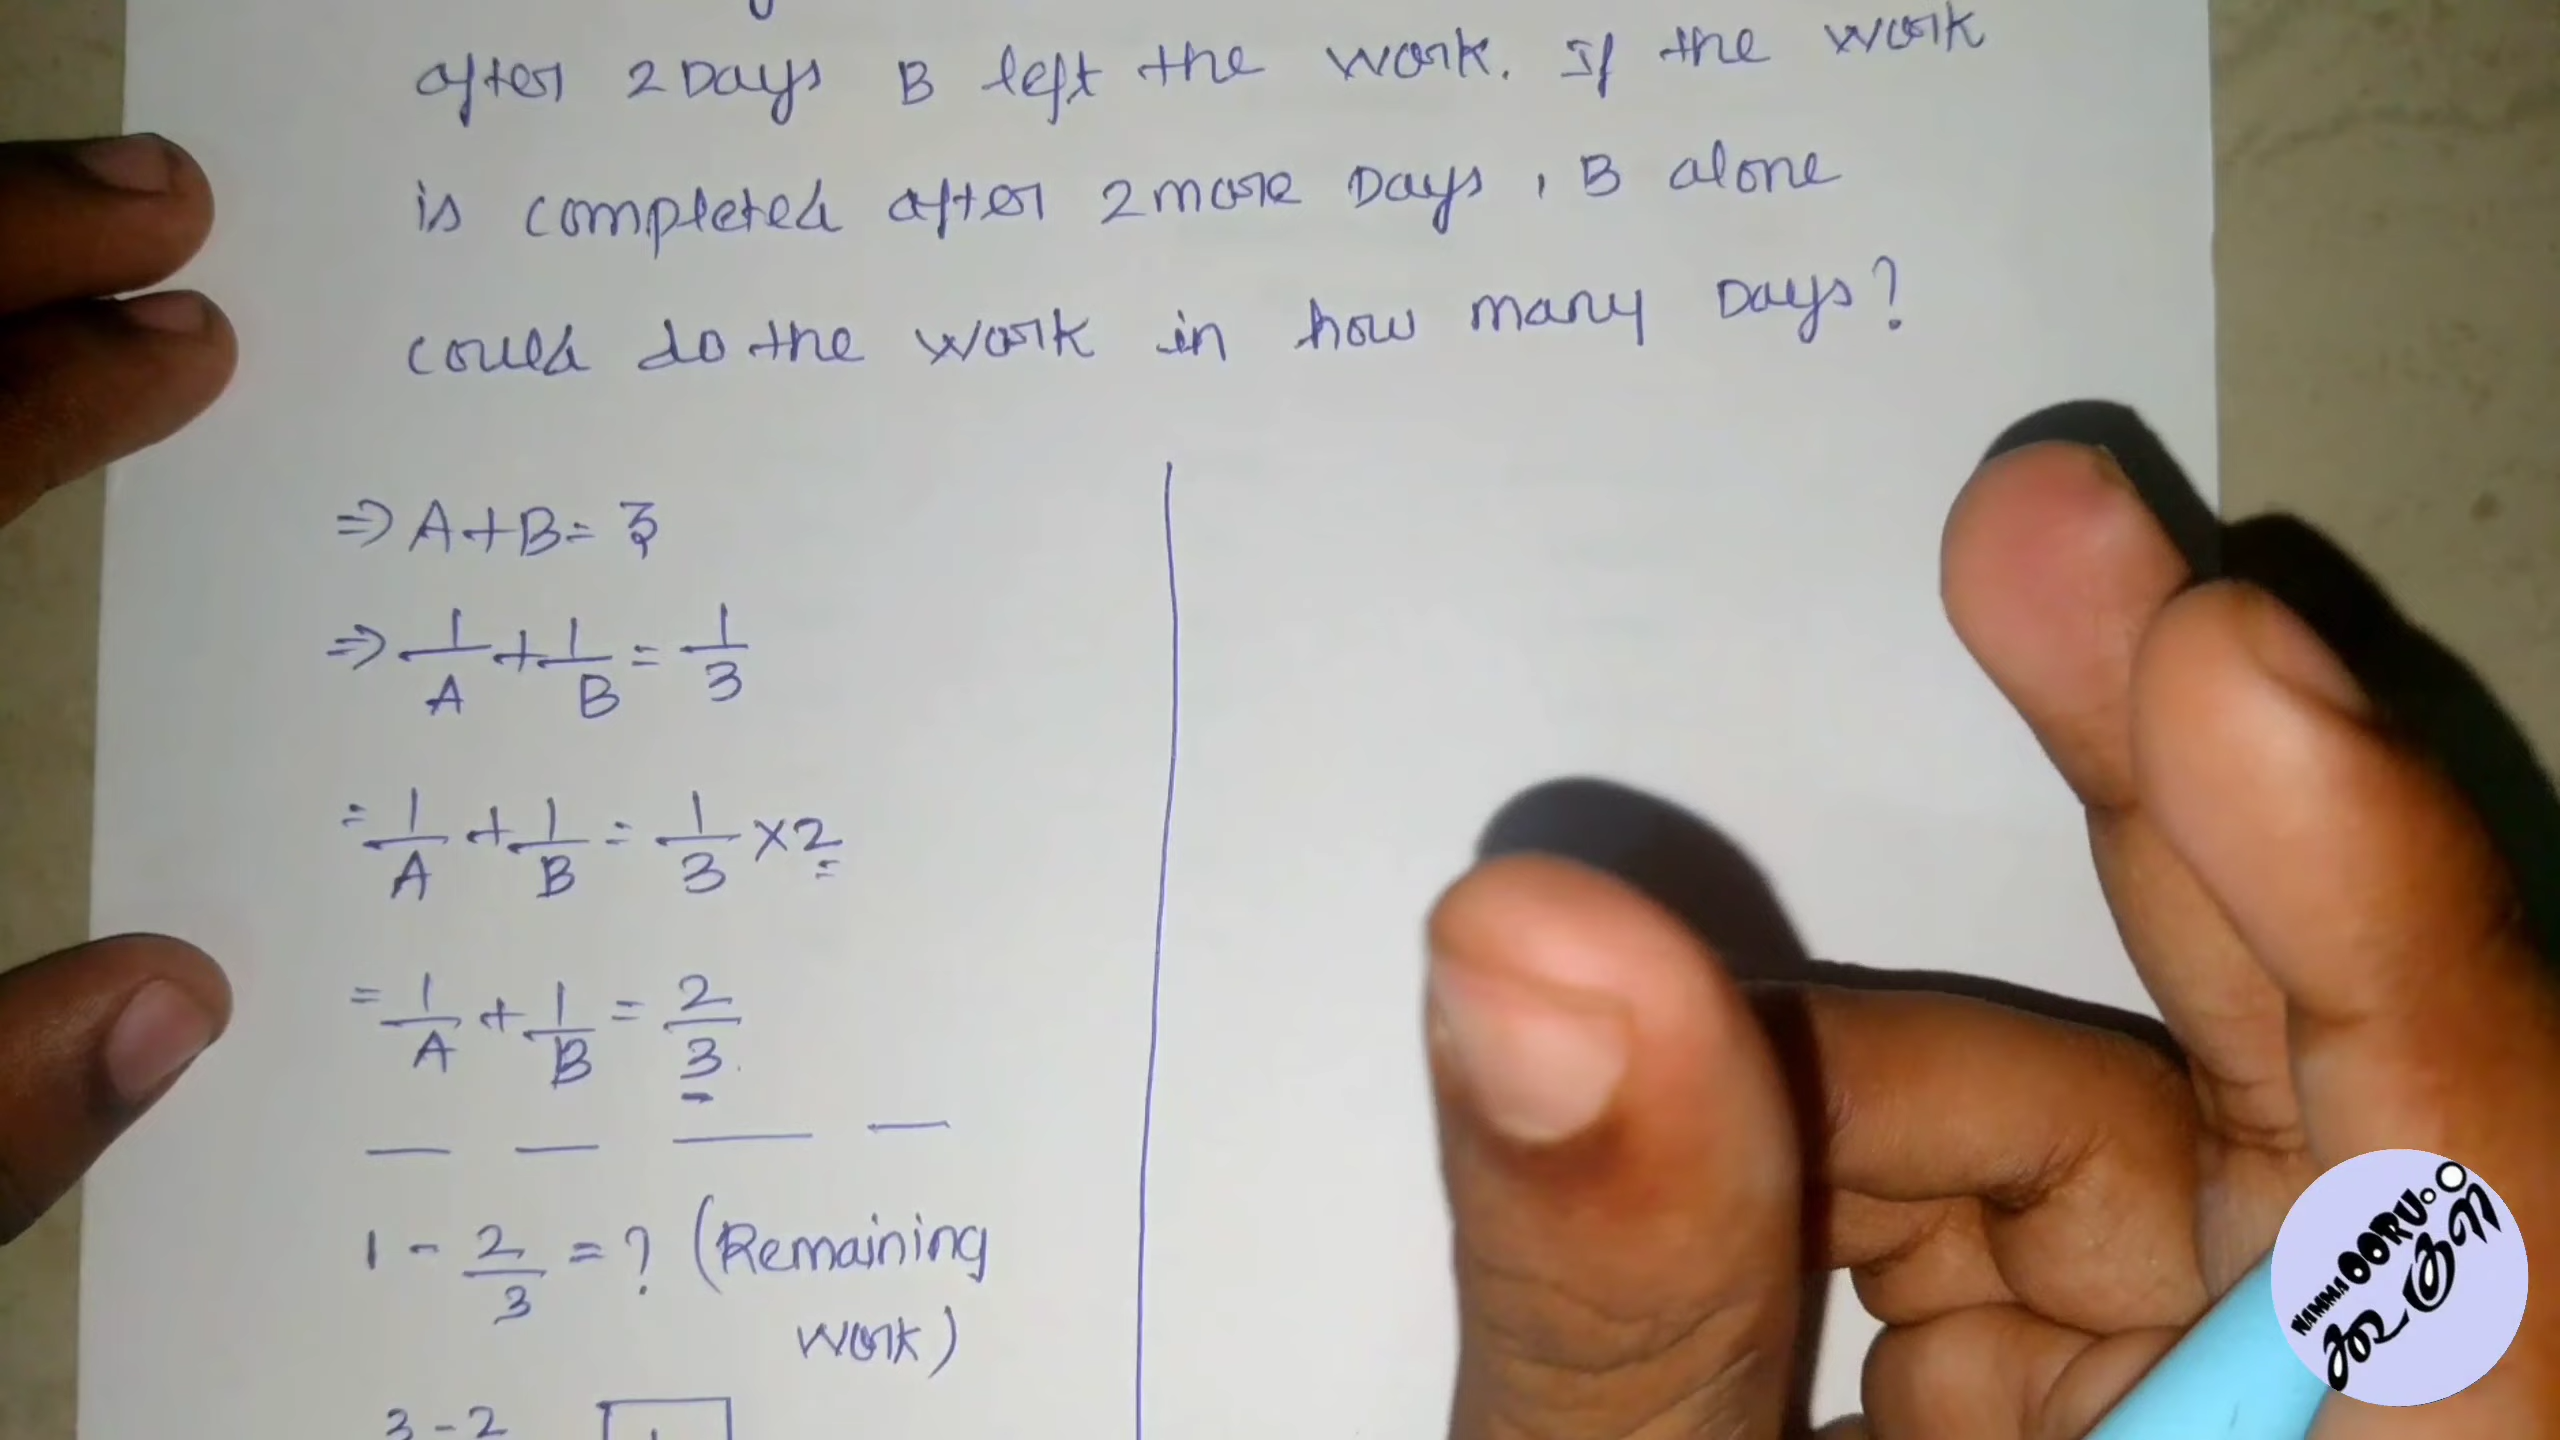 after 2 Days B left the work. If the work
is completed after 2 more Days, B alone
could do the work in how many Days?
⇒ A+B= 3
⇒ 1/A + 1/B = 1/3
= 1/A + 1/B = 1/3 ×2
= 1/A + 1/B = 2/3
1 - 2/3 = ? (Remaining
work)
3-2
NAMMA OORU